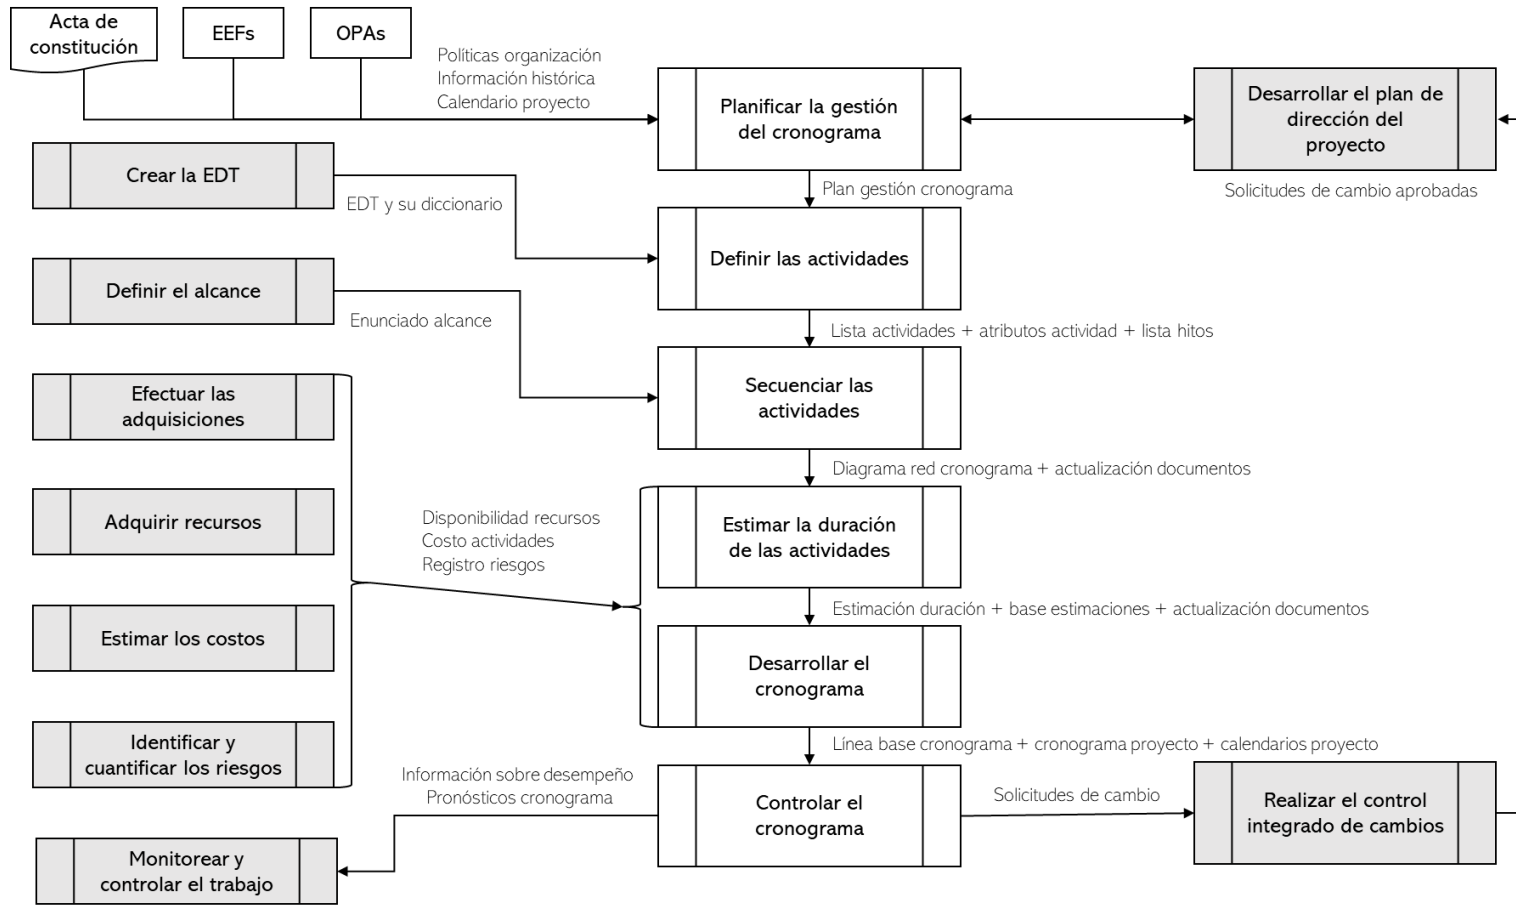 Acta de
constitución
EEFs
OPAs
Políticas organización
Información histórica
Calendario proyecto
Planificar la gestión
del cronograma
Desarrollar el plan de
dirección del
proyecto
Crear la EDT
EDT y su diccionario
Plan gestión cronograma
Solicitudes de cambio aprobadas
Definir las actividades
Definir el alcance
Enunciado alcance
Lista actividades + atributos actividad + lista hitos
Secuenciar las
actividades
Efectuar las
adquisiciones
Diagrama red cronograma + actualización documentos
Adquirir recursos
Disponibilidad recursos
Costo actividades
Registro riesgos
Estimar la duración
de las actividades
Estimación duración + base estimaciones + actualización documentos
Estimar los costos
Desarrollar el
cronograma
Identificar y
cuantificar los riesgos
Línea base cronograma + cronograma proyecto + calendarios proyecto
Información sobre desempeño
Pronósticos cronograma
Controlar el
cronograma
Solicitudes de cambio
Realizar el control
integrado de cambios
Monitorear y
controlar el trabajo